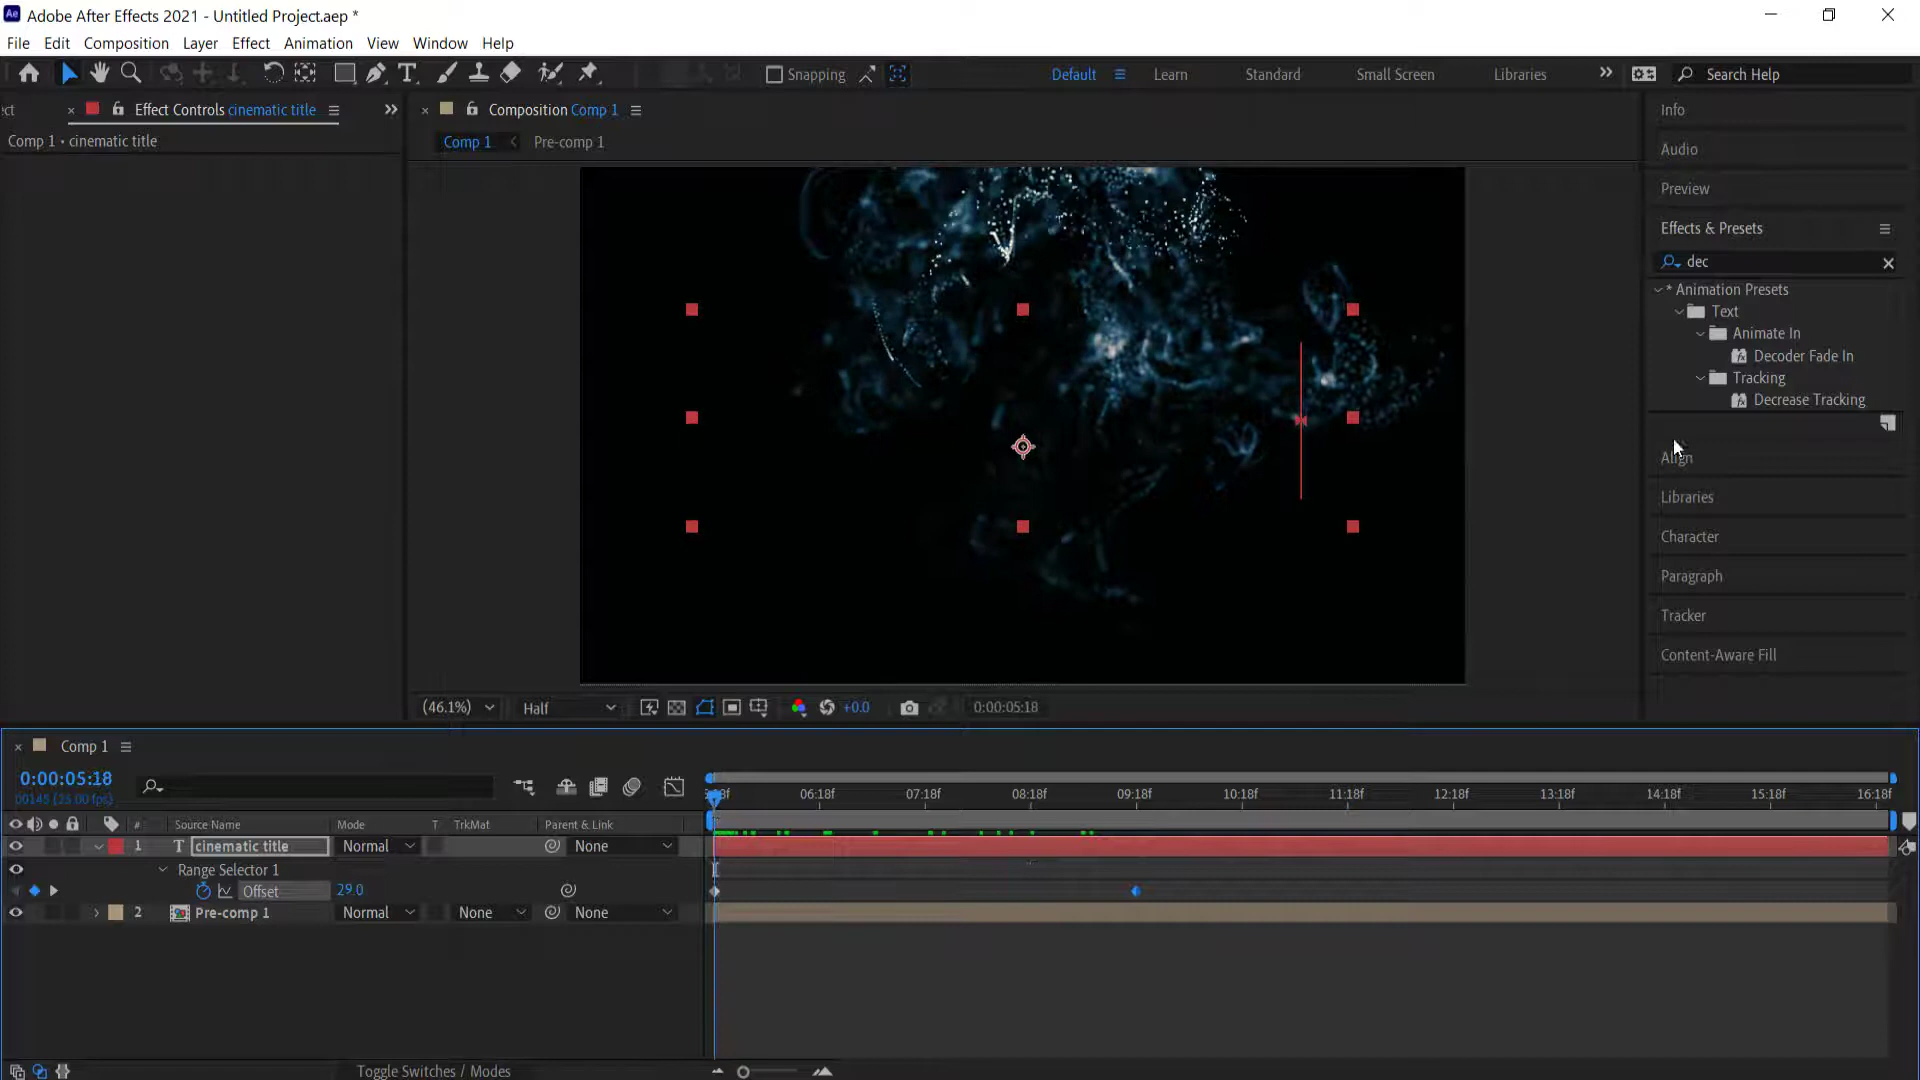 Adobe After Effects 2021 - Untitled Project.aep *
File Edit Composition Layer Effect Animation View Window Help
Snapping Default Learn Standard Small Screen Libraries Search Help
Effect Controls cinematic title Composition Comp 1 Info
Comp 1 • cinematic title Comp 1 Pre-comp 1
Audio
Preview
Effects & Presets
dec
* Animation Presets
Text
Animate In
Decoder Fade In
Tracking
Decrease Tracking
Align
Libraries
Character
Paragraph
Tracker
Content-Aware Fill
(46.1%) Half +0.0 0:00:05:18
Comp 1
0:00:05:18
00145 (25.00 fps)
06:18f 07:18f 08:18f 09:18f 10:18f 11:18f 12:18f 13:18f 14:18f 15:18f 16:18f
# Source Name Mode T TrkMat Parent & Link
1 T cinematic title Normal None
Range Selector 1
Offset 29.0
2 Pre-comp 1 Normal None None
Toggle Switches / Modes